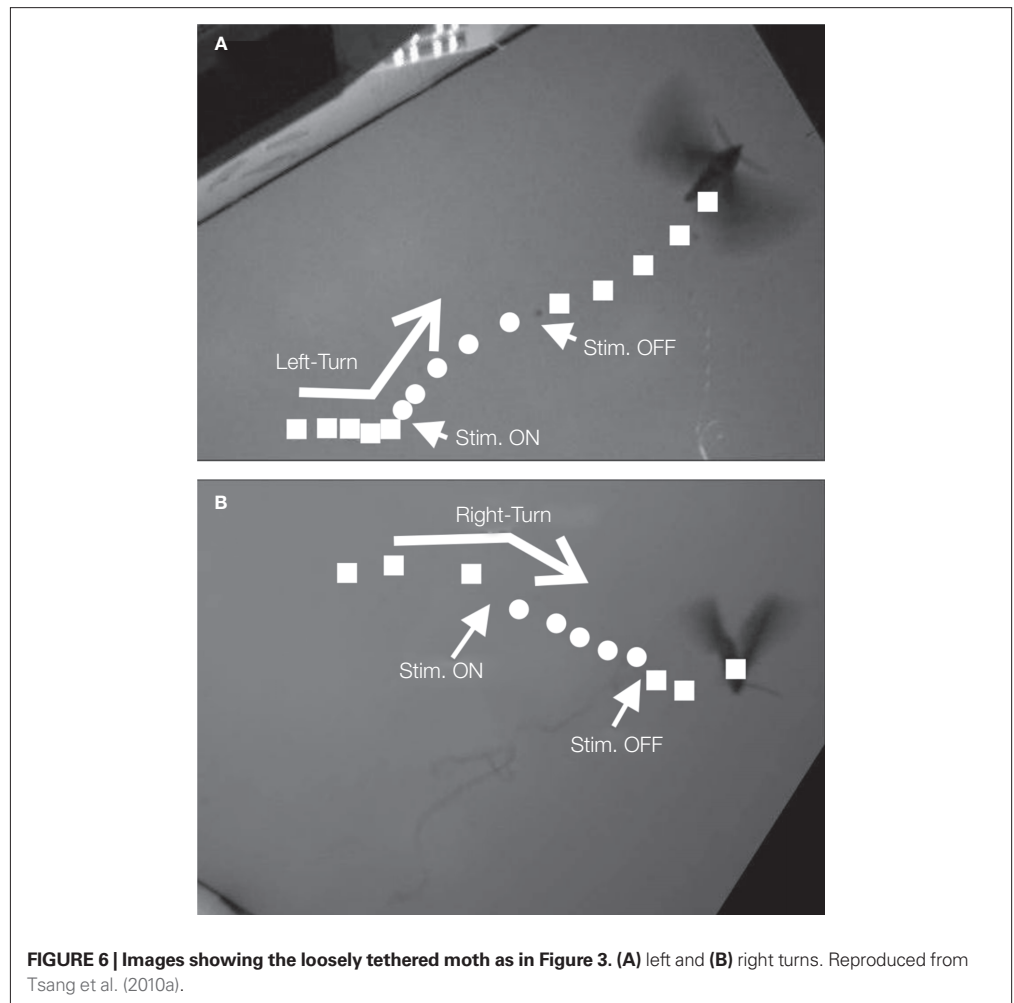 A
Left-Turn
Stim. OFF
Stim. ON
B
Right-Turn
Stim. ON
Stim. OFF
FIGURE 6 | Images showing the loosely tethered moth as in Figure 3. (A) left and (B) right turns. Reproduced from
Tsang et al. (2010a).